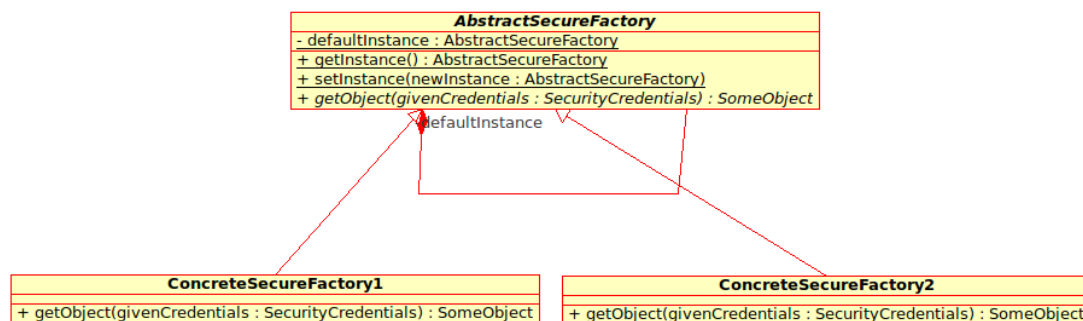 AbstractSecureFactory
- defaultInstance : AbstractSecureFactory
+ getInstance() : AbstractSecureFactory
+ setInstance(newInstance : AbstractSecureFactory)
+ getObject(givenCredentials : SecurityCredentials) : SomeObject
defaultInstance
ConcreteSecureFactory1
+ getObject(givenCredentials : SecurityCredentials) : SomeObject
ConcreteSecureFactory2
+ getObject(givenCredentials : SecurityCredentials) : SomeObject